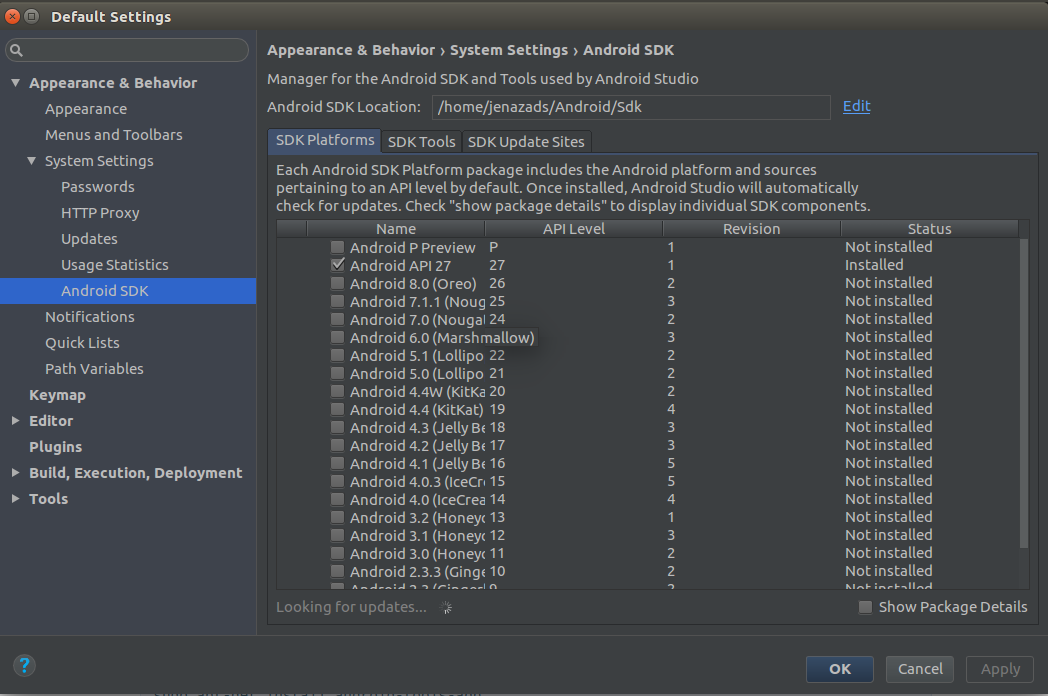 Default Settings
Appearance & Behavior
Appearance
Menus and Toolbars
System Settings
Passwords
HTTP Proxy
Updates
Usage Statistics
Android SDK
Notifications
Quick Lists
Path Variables
Keymap
Editor
Plugins
Build, Execution, Deployment
Tools
Appearance & Behavior › System Settings › Android SDK
Manager for the Android SDK and Tools used by Android Studio
Android SDK Location: /home/jenazads/Android/Sdk Edit
SDK Platforms SDK Tools SDK Update Sites
Each Android SDK Platform package includes the Android platform and sources
pertaining to an API level by default. Once installed, Android Studio will automatically
check for updates. Check "show package details" to display individual SDK components.
Name API Level Revision Status
Android P Preview P 1 Not installed
Android API 27 27 1 Installed
Android 8.0 (Oreo) 26 2 Not installed
Android 7.1.1 (Noug 25 3 Not installed
Android 7.0 (Nouga 24 2 Not installed
Android 6.0 (Marshmallow) 3 Not installed
Android 5.1 (Lollipo 22 2 Not installed
Android 5.0 (Lollipo 21 2 Not installed
Android 4.4W (KitKa 20 2 Not installed
Android 4.4 (KitKat) 19 4 Not installed
Android 4.3 (Jelly Be 18 3 Not installed
Android 4.2 (Jelly Be 17 3 Not installed
Android 4.1 (Jelly Be 16 5 Not installed
Android 4.0.3 (IceCre 15 5 Not installed
Android 4.0 (IceCrea 14 4 Not installed
Android 3.2 (Honeyc 13 1 Not installed
Android 3.1 (Honeyc 12 3 Not installed
Android 3.0 (Honeyc 11 2 Not installed
Android 2.3.3 (Ginge 10 2 Not installed
Looking for updates... Show Package Details
? OK Cancel Apply